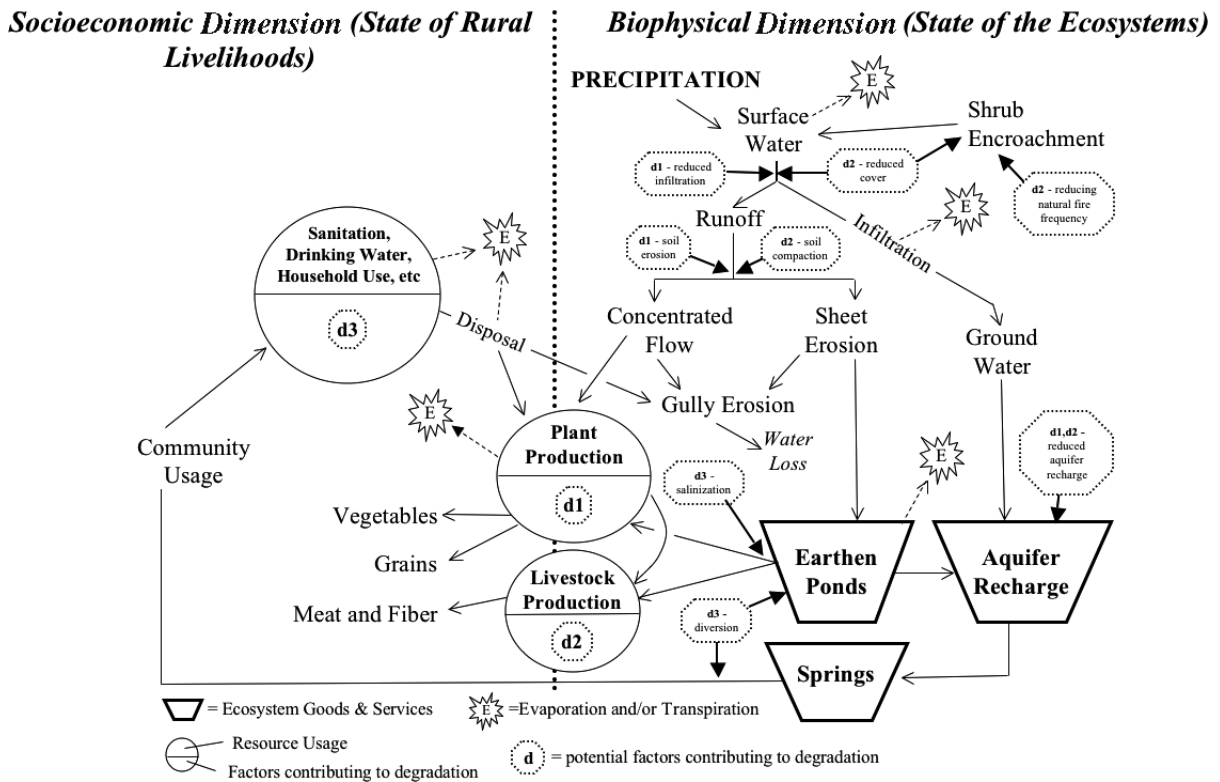 Socioeconomic Dimension (State of Rural
Livelihoods)
Biophysical Dimension (State of the Ecosystems)
PRECIPITATION
E
Surface
Water
Shrub
Encroachment
d1 - reduced
infiltration
d2 - reduced
cover
d2 - reducing
natural fire
frequency
E
Runoff
Infiltration
d1 - soil
erosion
d2 - soil
compaction
Sanitation,
Drinking Water,
Household Use, etc
d3
E
Disposal
Concentrated
Flow
Sheet
Erosion
Ground
Water
Gully Erosion
Water
Loss
E
Community
Usage
Plant
Production
d1
d3 -
salinization
E
d1,d2 -
reduced
aquifer
recharge
Vegetables
Grains
Meat and Fiber
Livestock
Production
d2
Earthen
Ponds
Aquifer
Recharge
d3 -
diversion
Springs
= Ecosystem Goods & Services
E =Evaporation and/or Transpiration
Resource Usage
Factors contributing to degradation
d = potential factors contributing to degradation